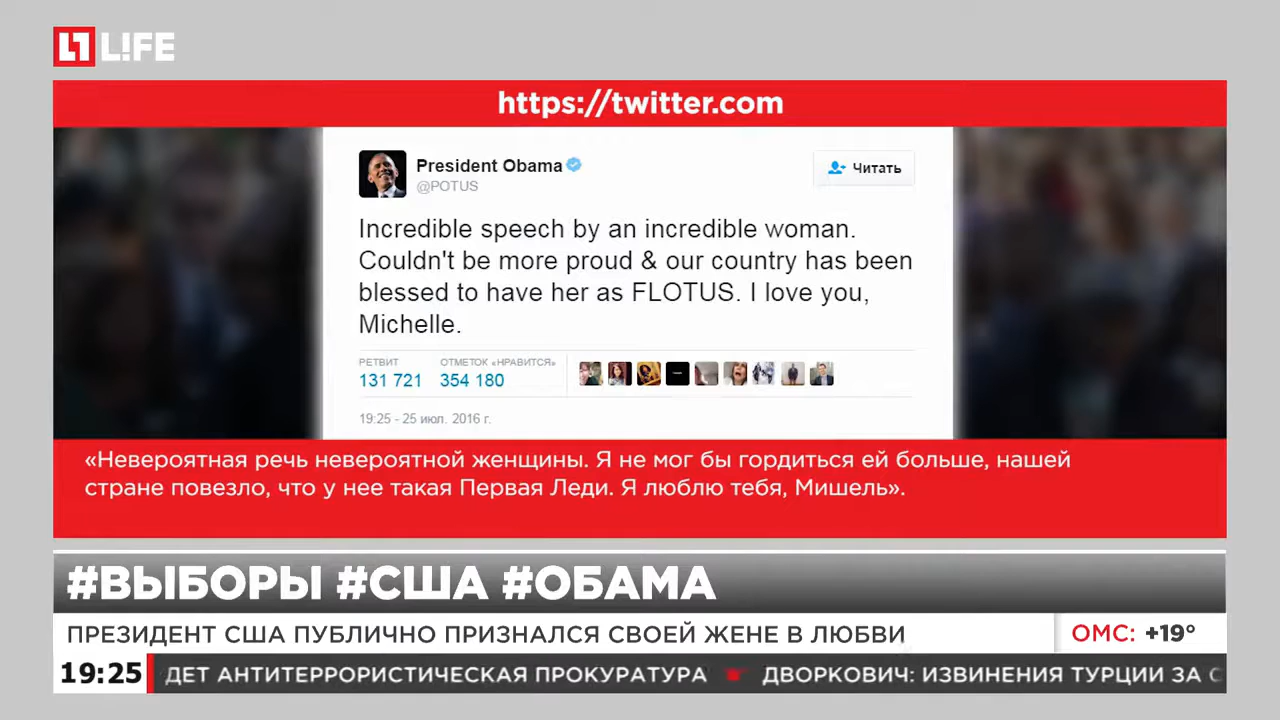 L!FE
https://twitter.com
President Obama
@POTUS
Читать
Incredible speech by an incredible woman.
Couldn't be more proud & our country has been
blessed to have her as FLOTUS. I love you,
Michelle.
РЕТВИТ
ОТМЕТОК «НРАВИТСЯ»
131 721
354 180
19:25 - 25 июл. 2016 г.
«Невероятная речь невероятной женщины. Я не мог бы гордиться ей больше, нашей
стране повезло, что у нее такая Первая Леди. Я люблю тебя, Мишель».
#ВЫБОРЫ #США #ОБАМА
ПРЕЗИДЕНТ США ПУБЛИЧНО ПРИЗНАЛСЯ СВОЕЙ ЖЕНЕ В ЛЮБВИ
ОМС: +19°
19:25
ДЕТ АНТИТЕРРОРИСТИЧЕСКАЯ ПРОКУРАТУРА ▪ ДВОРКОВИЧ: ИЗВИНЕНИЯ ТУРЦИИ ЗА С